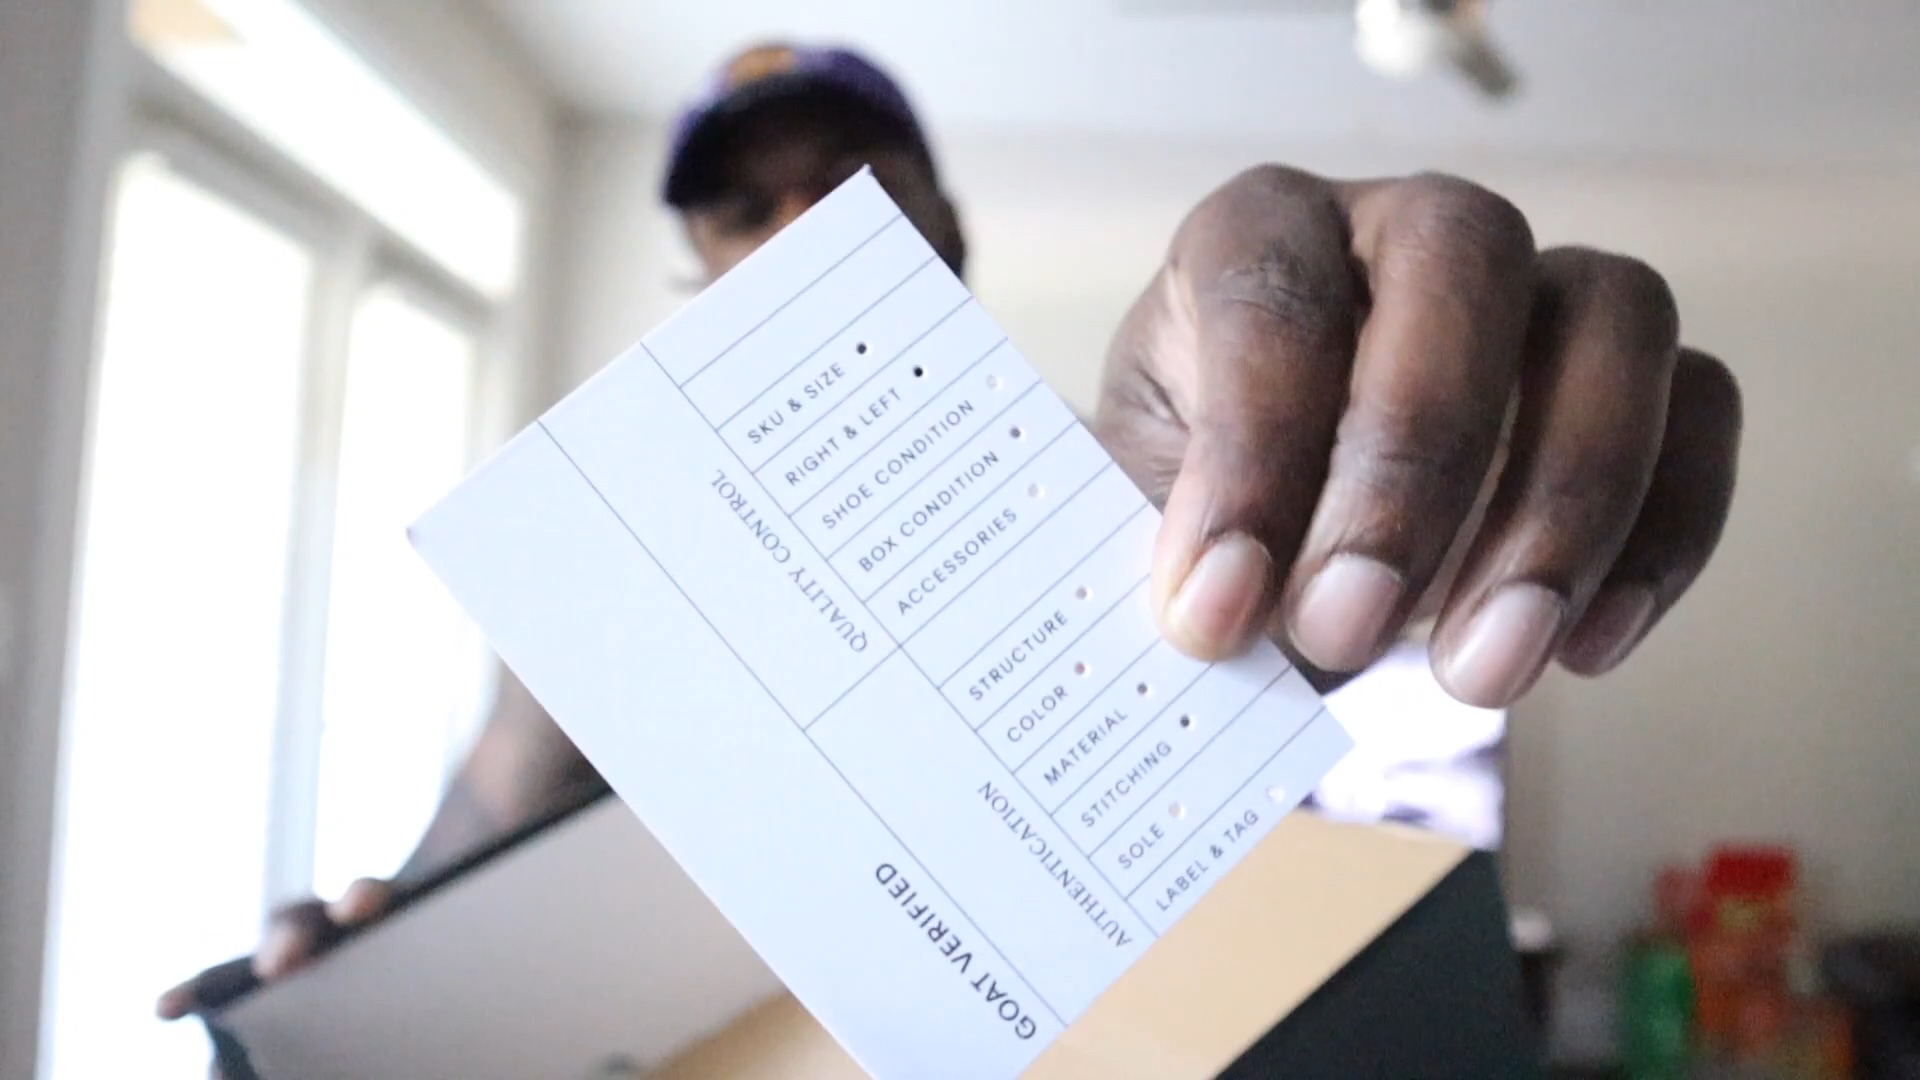 GOAT VERIFIED
AUTHENTICATION
LABEL & TAG
SOLE
STITCHING
MATERIAL
COLOR
STRUCTURE
QUALITY CONTROL
ACCESSORIES
BOX CONDITION
SHOE CONDITION
RIGHT & LEFT
SKU & SIZE